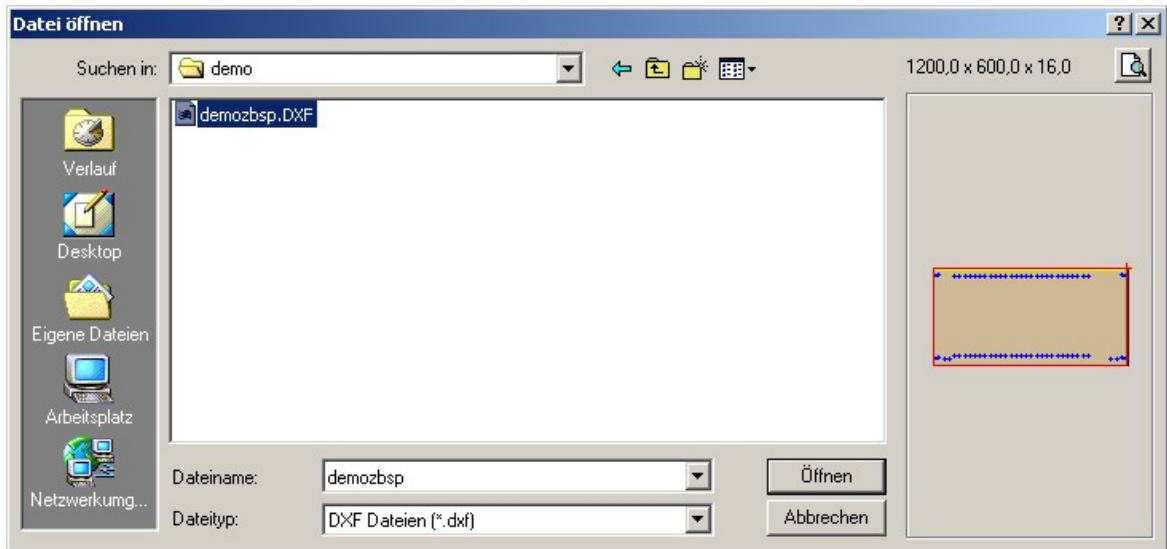 Datei öffnen
Suchen in: demo 1200,0 x 600,0 x 16,0
demozbsp.DXF
Verlauf
Desktop
Eigene Dateien
Arbeitsplatz
Netzwerkumg...
Dateiname: demozbsp Öffnen
Dateityp: DXF Dateien (*.dxf) Abbrechen